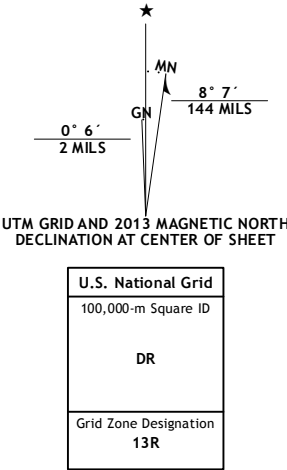 ★
MN
GN
8° 7´
144 MILS
0° 6´
2 MILS
UTM GRID AND 2013 MAGNETIC NORTH
DECLINATION AT CENTER OF SHEET
U.S. National Grid
100,000-m Square ID
DR
Grid Zone Designation
13R